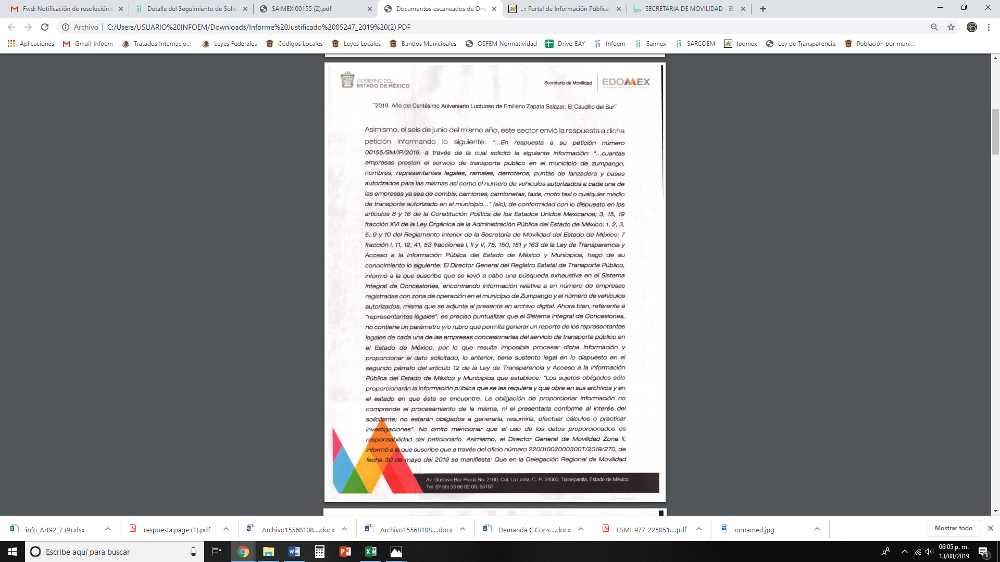 Fwd: Notificación de resolución e
Detalle del Seguimiento de Solici
SAIMEX 00155 (2).pdf
Documentos escaneados de One
..:: Portal de Información Pública
SECRETARIA DE MOVILIDAD - El
Archivo | C:/Users/USUARIO%20INFOEM/Downloads/Informe%20Justificado%2005247_2019%20(2).PDF
Aplicaciones Gmail-Infoem Tratados Internacio... Leyes Federales Códigos Locales Leyes Locales Bandos Municipales OSFEM Normatividad Drive-EAY Infoem Saimex SARCOEM Ipomex Ley de Transparencia Población por muni...
GOBIERNO DEL
ESTADO DE MÉXICO
Secretaría de Movilidad
EDOMÉX
"2019. Año del Centésimo Aniversario Luctuoso de Emiliano Zapata Salazar. El Caudillo del Sur"
Asimismo, el seis de junio del mismo año, este sector envió la respuesta a dicha
petición informando lo siguiente: "...En respuesta a su petición número
00155/SM/IP/2019, a través de la cual solicitó la siguiente información: "...cuantas
empresas prestan el servicio de transporte publico en el municipio de zumpango,
nombres, representantes legales, ramales, derroteros, puntas de lanzadera y bases
autorizados para las mismas asi como el numero de vehiculos autorizados a cada una de
las empresas ya sea de combis, camiones, camionetas, taxis, moto taxi o cualquier medio
de transporte autorizado en el municipio..." (sic); de conformidad con lo dispuesto en los
artículos 8 y 16 de la Constitución Política de los Estados Unidos Mexicanos; 3, 15, 19
fracción XVI de la Ley Orgánica de la Administración Pública del Estado de México; 1, 2, 3,
5, 9 y 10 del Reglamento Interior de la Secretaría de Movilidad del Estado de México; 7
fracción I, 11, 12, 41, 53 fracciones I, II y V, 75, 150, 151 y 163 de la Ley de Transparencia y
Acceso a la Información Pública del Estado de México y Municipios, hago de su
conocimiento lo siguiente: El Director General del Registro Estatal de Transporte Público,
informó a la que suscribe que se llevó a cabo una búsqueda exhaustiva en el Sistema
Integral de Concesiones, encontrando información relativa a en número de empresas
registradas con zona de operación en el municipio de Zumpango y el número de vehículos
autorizados, misma que se adjunta al presente en archivo digital. Ahora bien, referente a
"representantes legales", es preciso puntualizar que el Sistema Integral de Concesiones,
no contiene un parámetro y/o rubro que permita generar un reporte de los representantes
legales de cada una de las empresas concesionarias del servicio de transporte público en
el Estado de México, por lo que resulta imposible procesar dicha información y
proporcionar el dato solicitado, lo anterior, tiene sustento legal en lo dispuesto en el
segundo párrafo del artículo 12 de la Ley de Transparencia y Acceso a la Información
Pública del Estado de México y Municipios que establece: "Los sujetos obligados sólo
proporcionarán la información pública que se les requiera y que obre en sus archivos y en
el estado en que ésta se encuentre. La obligación de proporcionar información no
comprende el procesamiento de la misma, ni el presentarla conforme al interés del
solicitante; no estarán obligados a generarla, resumirla, efectuar cálculos o practicar
investigaciones". No omito mencionar que el uso de los datos proporcionados es
responsabilidad del peticionario. Asimismo, el Director General de Movilidad Zona II,
informó a la que suscribe que a través del oficio número 22001002000300T/2019/270, de
fecha 30 de mayo del 2019 se manifiesta: Que en la Delegación Regional de Movilidad
Av. Gustavo Baz Prada No. 2160, Col. La Loma, C. P. 54060, Tlalnepantla, Estado de México.
Tel. (0155) 53 66 82 00, 55150
info_Art92_7 (9).xlsx
respuesta.page (1).pdf
Archivo15568108....docx
Archivo15568108....docx
Demanda C.Cons....docx
ESMI-977-225051....pdf
unnamed.jpg
Mostrar todo
Escribe aquí para buscar
06:05 p. m.
13/08/2019
1